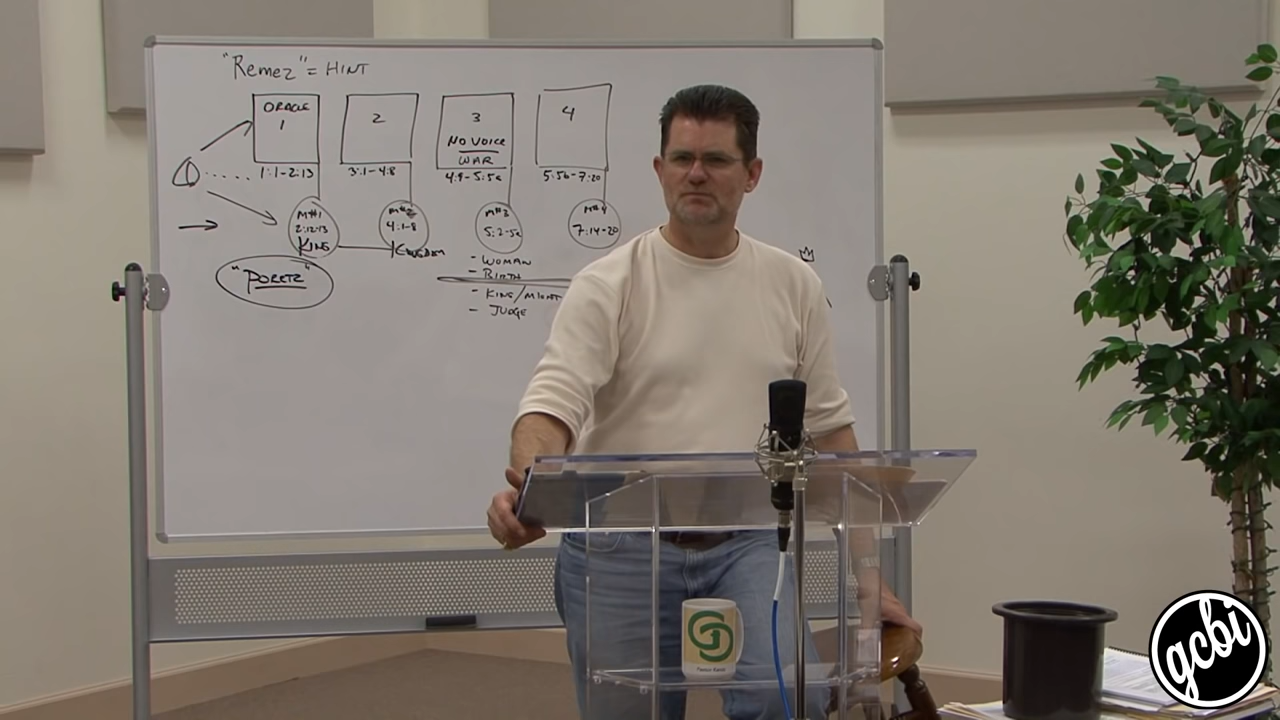 "Remez" = HINT
ORACLE
1
2
3
NO VOICE
WAR
4
1:1-2:13
3:1-4:8
4:9-5:5a
5:5b-7:20
M#1
2:12-13
KING
M#2
4:1-8
KINGDOM
M#3
5:2-5a
M#4
7:14-20
"PORETZ"
- WOMAN
- BIRTH
- KING/
- JUDGE
gcbi